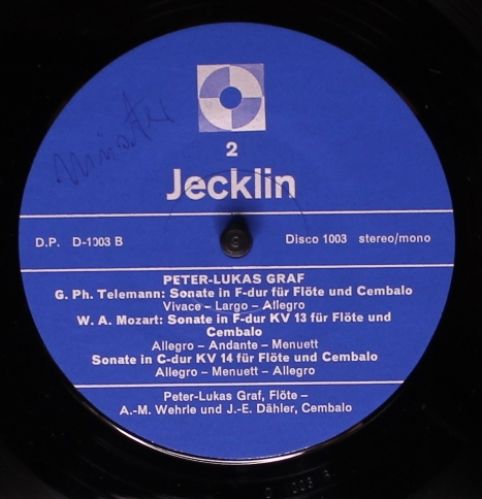 2
Jecklin
D.P. D-1003 B
Disco 1003 stereo/mono
PETER-LUKAS GRAF
G. Ph. Telemann: Sonate in F-dur für Flöte und Cembalo
Vivace – Largo – Allegro
W. A. Mozart: Sonate in F-dur KV 13 für Flöte und
Cembalo
Allegro – Andante – Menuett
Sonate in C-dur KV 14 für Flöte und Cembalo
Allegro – Menuett – Allegro
Peter-Lukas Graf, Flöte –
A.-M. Wehrle und J.-E. Dähler, Cembalo